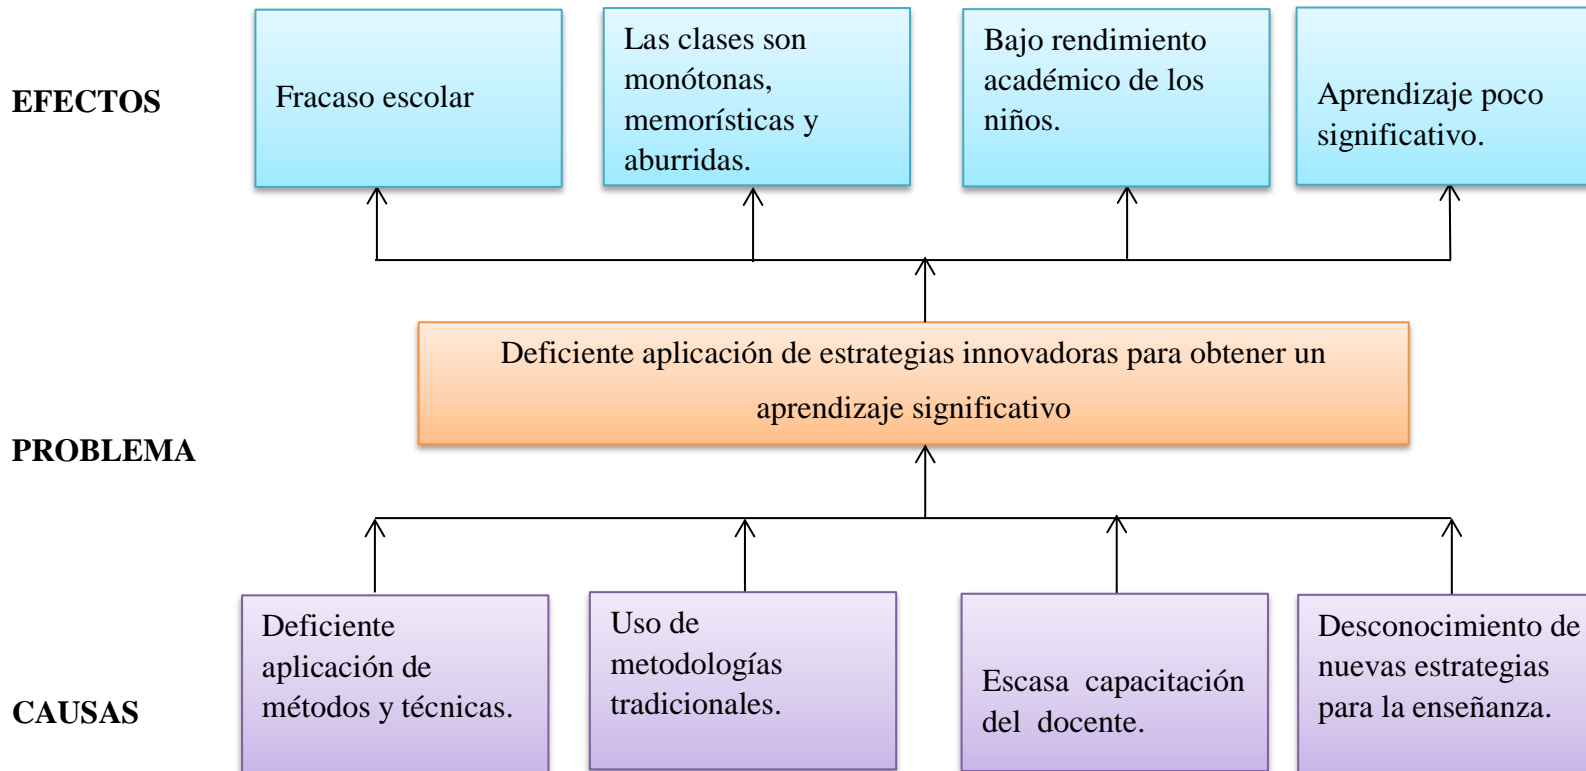 EFECTOS
Fracaso escolar
Las clases son
monótonas,
memorísticas y
aburridas.
Bajo rendimiento
académico de los
niños.
Aprendizaje poco
significativo.
Deficiente aplicación de estrategias innovadoras para obtener un
aprendizaje significativo
PROBLEMA
CAUSAS
Deficiente
aplicación de
métodos y técnicas.
Uso de
metodologías
tradicionales.
Escasa capacitación
del docente.
Desconocimiento de
nuevas estrategias
para la enseñanza.